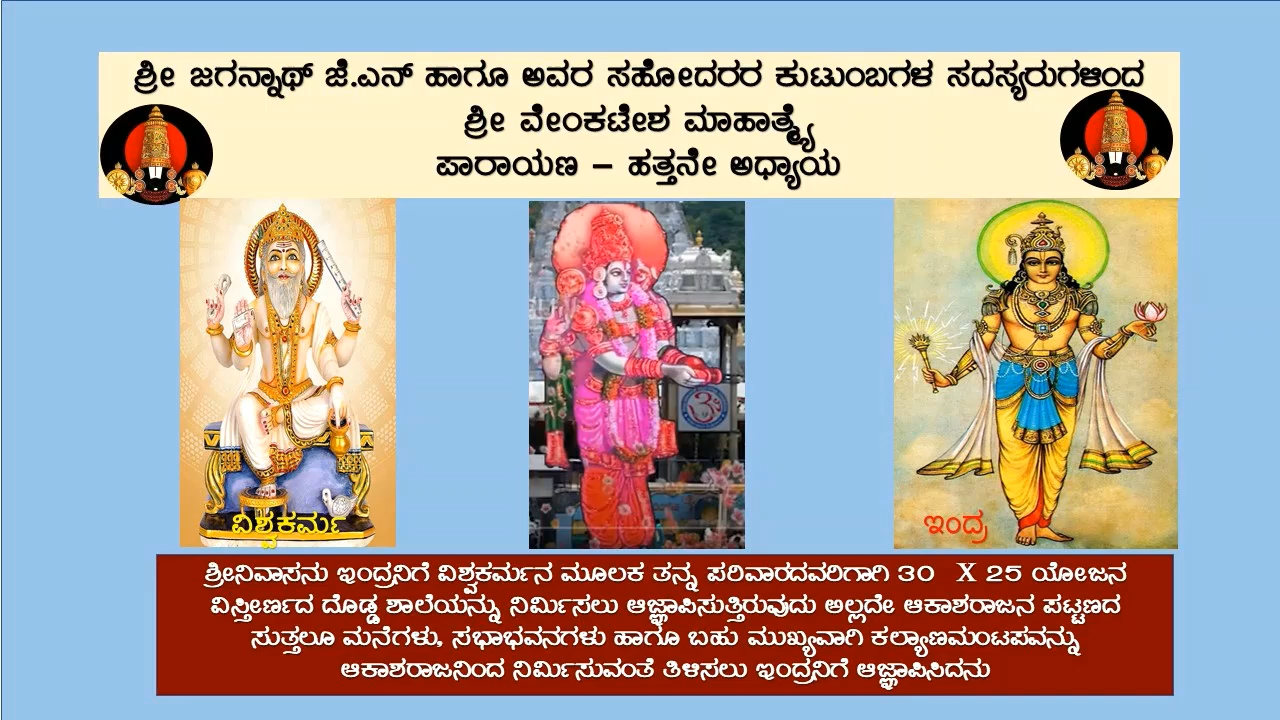 ಶ್ರೀ ಜಗನ್ನಾಥ್ ಜೆ.ಎನ್ ಹಾಗೂ ಅವರ ಸಹೋದರರ ಕುಟುಂಬಗಳ ಸದಸ್ಯರುಗಳಿಂದ
ಶ್ರೀ ವೇಂಕಟೇಶ ಮಾಹಾತ್ಮ್ಯೆ
ಪಾರಾಯಣ – ಹತ್ತನೇ ಅಧ್ಯಾಯ
ವಿಶ್ವಕರ್ಮ
ॐ
ಇಂದ್ರ
ಶ್ರೀನಿವಾಸನು ಇಂದ್ರನಿಗೆ ವಿಶ್ವಕರ್ಮನ ಮೂಲಕ ತನ್ನ ಪರಿವಾರದವರಿಗಾಗಿ 30 X 25 ಯೋಜನ
ವಿಸ್ತೀರ್ಣದ ದೊಡ್ಡ ಶಾಲೆಯನ್ನು ನಿರ್ಮಿಸಲು ಆಜ್ಞಾಪಿಸುತ್ತಿರುವುದು ಅಲ್ಲದೇ ಆಕಾಶರಾಜನ ಪಟ್ಟಣದ
ಸುತ್ತಲೂ ಮನೆಗಳು, ಸಭಾಭವನಗಳು ಹಾಗೂ ಬಹು ಮುಖ್ಯವಾಗಿ ಕಲ್ಯಾಣಮಂಟಪವನ್ನು
ಆಕಾಶರಾಜನಿಂದ ನಿರ್ಮಿಸುವಂತೆ ತಿಳಿಸಲು ಇಂದ್ರನಿಗೆ ಆಜ್ಞಾಪಿಸಿದನು